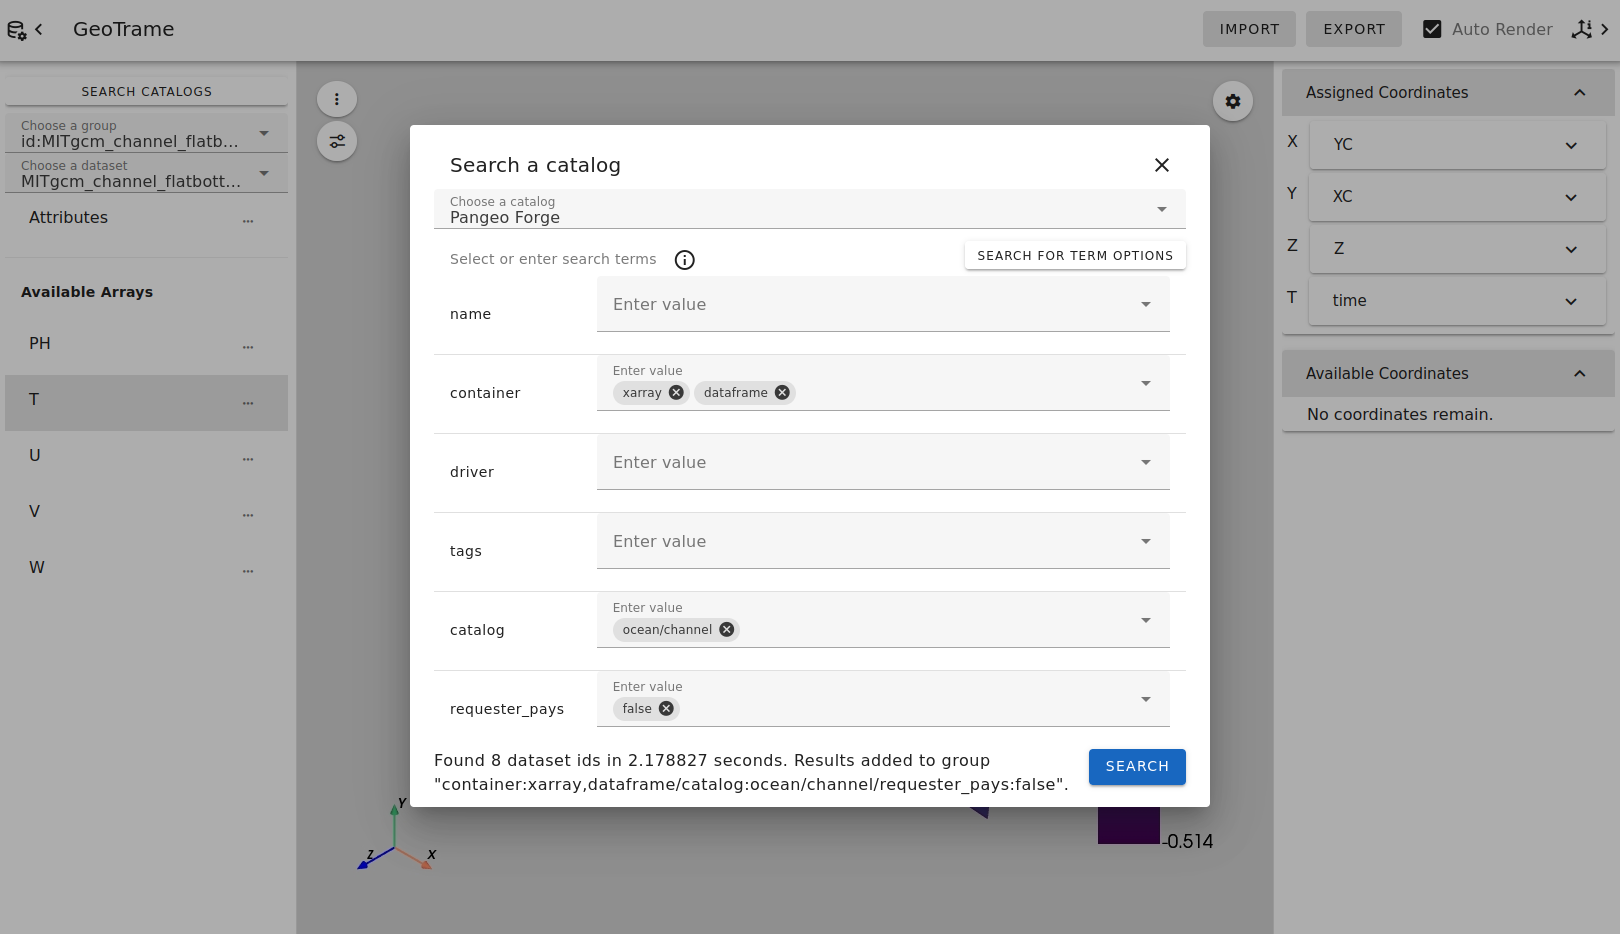 GeoTrame
IMPORT
EXPORT
Auto Render
SEARCH CATALOGS
Choose a group
id:MITgcm_channel_flatb...
Choose a dataset
MITgcm_channel_flatbott...
Attributes
...
Available Arrays
PH
...
T
...
U
...
V
...
W
...
Search a catalog
Choose a catalog
Pangeo Forge
Select or enter search terms
SEARCH FOR TERM OPTIONS
name
Enter value
container
Enter value
xarray
dataframe
driver
Enter value
tags
Enter value
catalog
Enter value
ocean/channel
requester_pays
Enter value
false
Found 8 dataset ids in 2.178827 seconds. Results added to group
"container:xarray,dataframe/catalog:ocean/channel/requester_pays:false".
SEARCH
Y
Z
X
-0.514
Assigned Coordinates
X
YC
Y
XC
Z
Z
T
time
Available Coordinates
No coordinates remain.